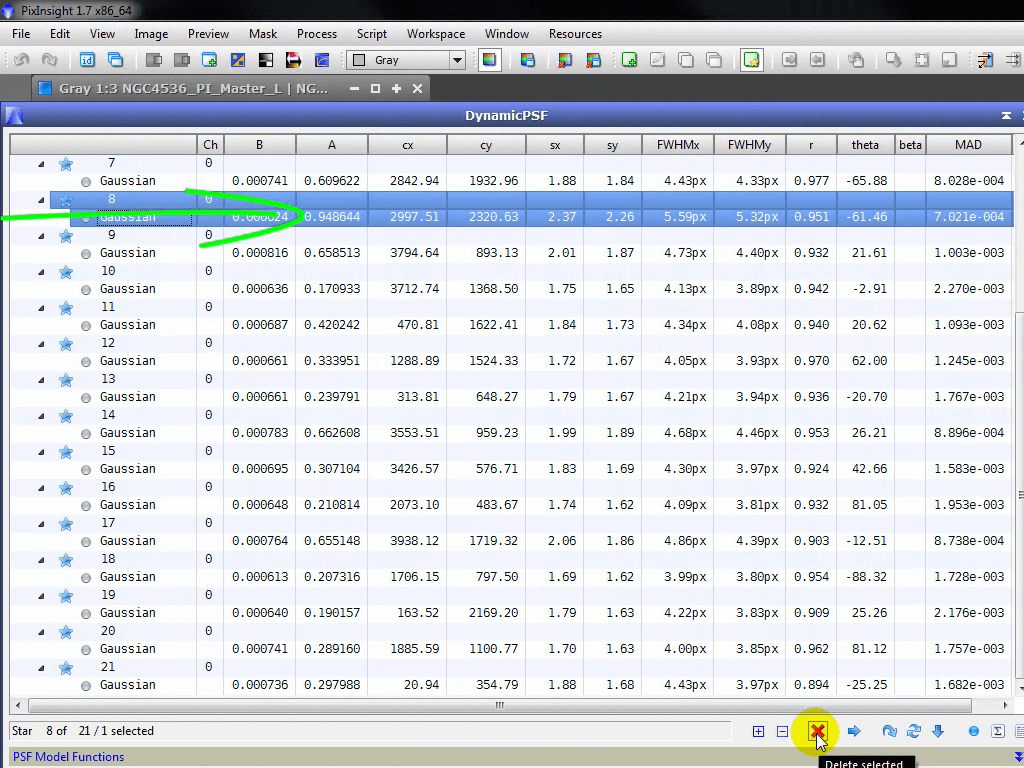 PixInsight 1.7 x86_64
File Edit View Image Preview Mask Process Script Workspace Window Resources
id Gray
Gray 1:3 NGC4536_PI_Master_L | NG...
DynamicPSF
Ch B A cx cy sx sy FWHMx FWHMy r theta beta MAD
7 0
Gaussian 0.000741 0.609622 2842.94 1932.96 1.88 1.84 4.43px 4.33px 0.977 -65.88 8.028e-004
8 0
Gaussian 0.000624 0.948644 2997.51 2320.63 2.37 2.26 5.59px 5.32px 0.951 -61.46 7.021e-004
9 0
Gaussian 0.000816 0.658513 3794.64 893.13 2.01 1.87 4.73px 4.40px 0.932 21.61 1.003e-003
10 0
Gaussian 0.000636 0.170933 3712.74 1368.50 1.75 1.65 4.13px 3.89px 0.942 -2.91 2.270e-003
11 0
Gaussian 0.000687 0.420242 470.81 1622.41 1.84 1.73 4.34px 4.08px 0.940 20.62 1.093e-003
12 0
Gaussian 0.000661 0.333951 1288.89 1524.33 1.72 1.67 4.05px 3.93px 0.970 62.00 1.245e-003
13 0
Gaussian 0.000661 0.239791 313.81 648.27 1.79 1.67 4.21px 3.94px 0.936 -20.70 1.767e-003
14 0
Gaussian 0.000783 0.662608 3553.51 959.23 1.99 1.89 4.68px 4.46px 0.953 26.21 8.896e-004
15 0
Gaussian 0.000695 0.307104 3426.57 576.71 1.83 1.69 4.30px 3.97px 0.924 42.66 1.583e-003
16 0
Gaussian 0.000648 0.210814 2073.10 483.67 1.74 1.62 4.09px 3.81px 0.932 81.05 1.953e-003
17 0
Gaussian 0.000764 0.655148 3938.12 1719.32 2.06 1.86 4.86px 4.39px 0.903 -12.51 8.738e-004
18 0
Gaussian 0.000613 0.207316 1706.15 797.50 1.69 1.62 3.99px 3.80px 0.954 -88.32 1.728e-003
19 0
Gaussian 0.000640 0.190157 163.52 2169.20 1.79 1.63 4.22px 3.83px 0.909 25.26 2.176e-003
20 0
Gaussian 0.000741 0.289160 1885.59 1100.77 1.70 1.63 4.00px 3.85px 0.962 81.12 1.757e-003
21 0
Gaussian 0.000736 0.297988 20.94 354.79 1.88 1.68 4.43px 3.97px 0.894 -25.25 1.682e-003
Star 8 of 21 / 1 selected Σ
Delete selected
PSF Model Functions